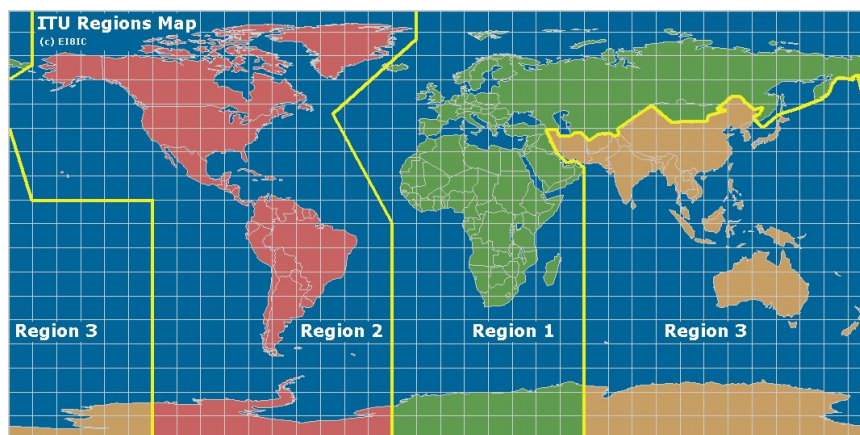 ITU Regions Map
(c) EI8IC
Region 3
Region 2
Region 1
Region 3